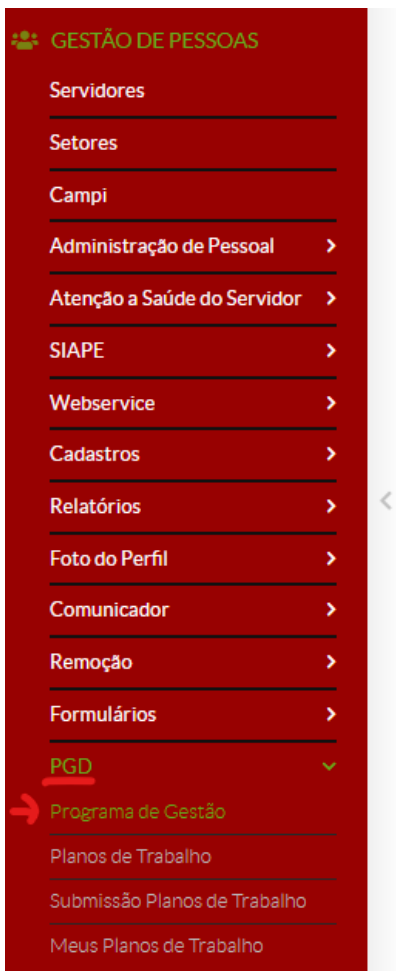 GESTÃO DE PESSOAS
Servidores
Setores
Campi
Administração de Pessoal
Atenção a Saúde do Servidor
SIAPE
Webservice
Cadastros
Relatórios
Foto do Perfil
Comunicador
Remoção
Formulários
PGD
Programa de Gestão
Planos de Trabalho
Submissão Planos de Trabalho
Meus Planos de Trabalho